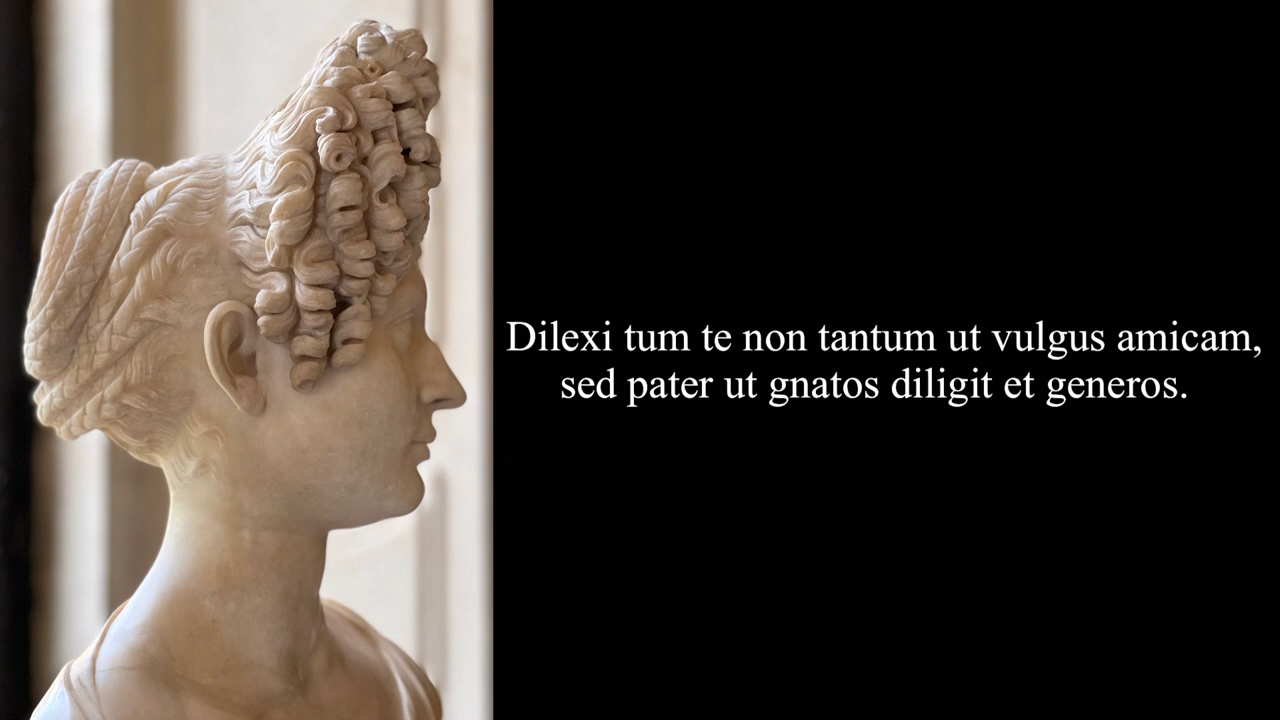 Dilexi tum te non tantum ut vulgus amicam,
sed pater ut gnatos diligit et generos.